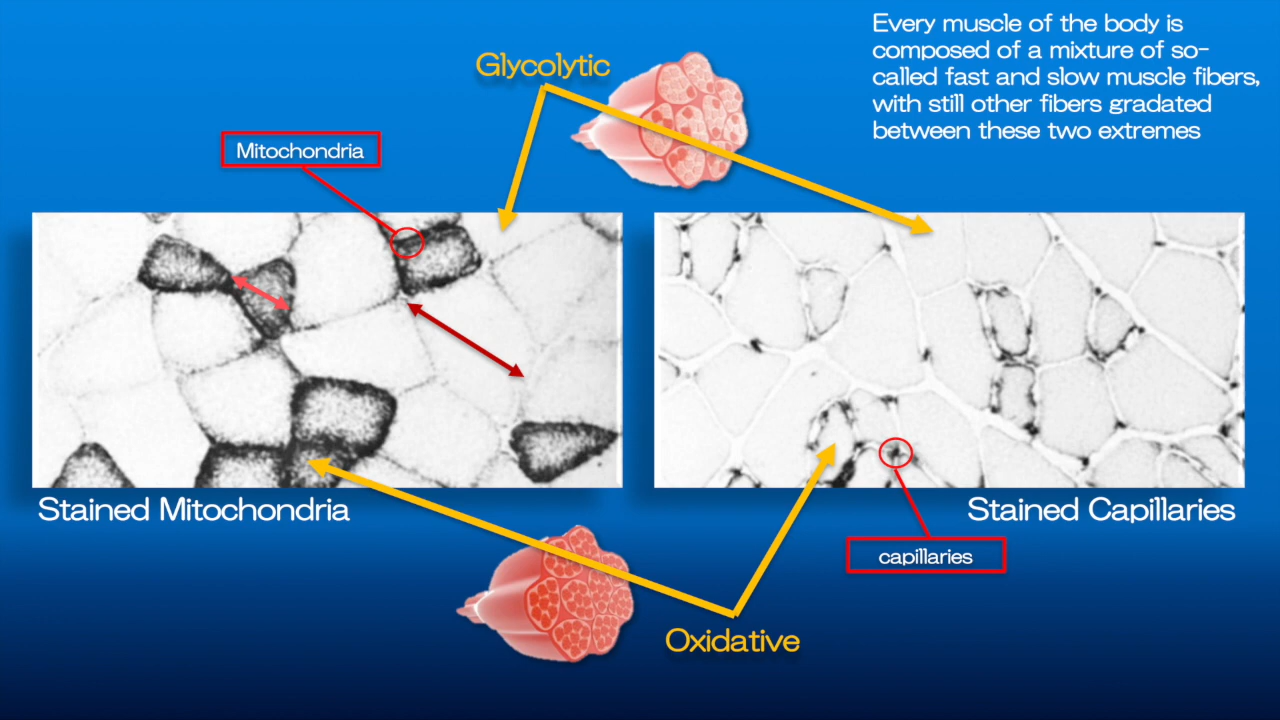 Every muscle of the body is
composed of a mixture of so-
called fast and slow muscle fibers,
with still other fibers gradated
between these two extremes
Glycolytic
Mitochondria
Stained Mitochondria
Stained Capillaries
capillaries
Oxidative